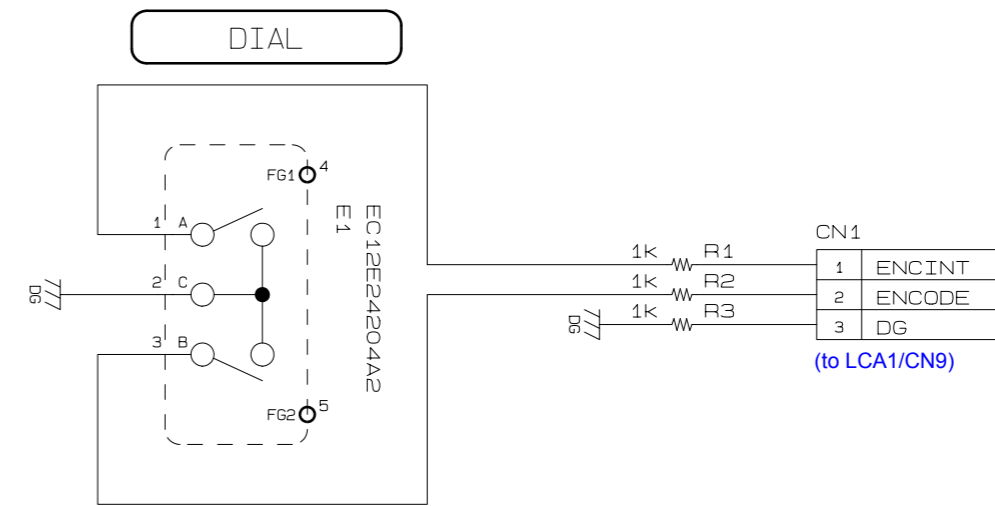 DIAL
FG1 4
EC12E24204A2
E1
1 A
2 C
DG
3 B
FG2 5
CN1
1K R1
1 ENCINT
1K R2
2 ENCODE
1K R3
DG
3 DG
(to LCA1/CN9)